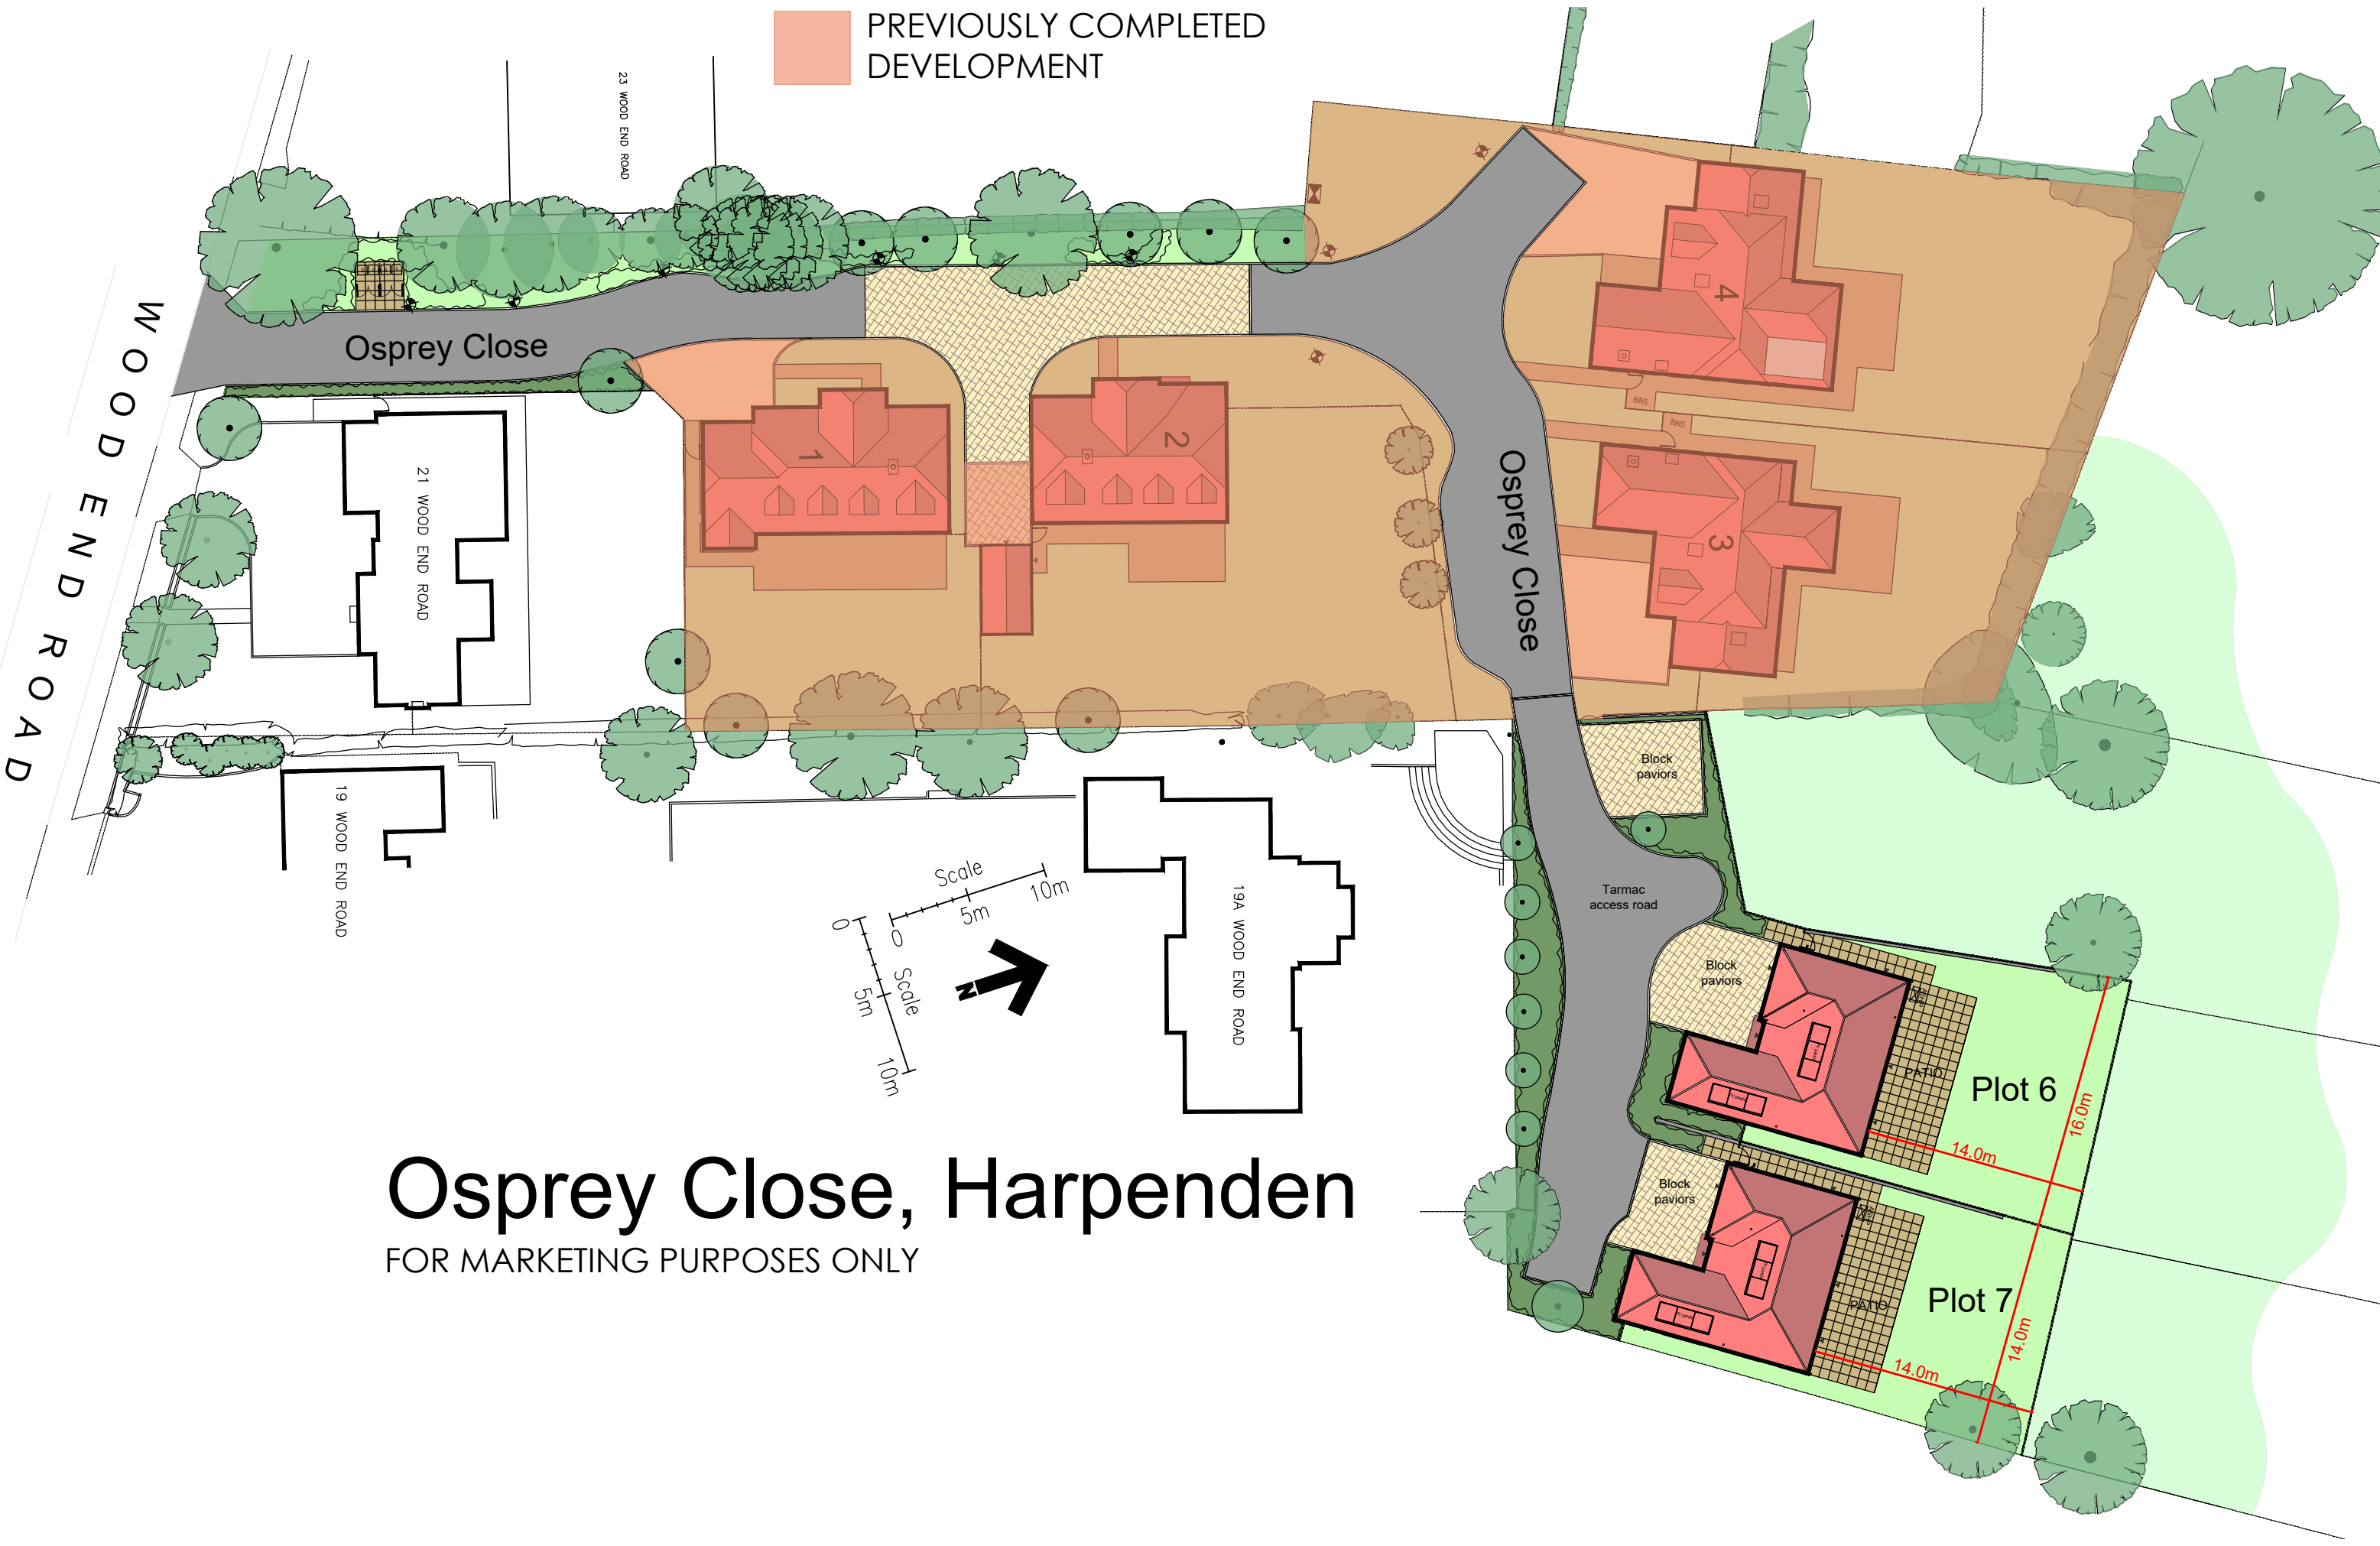 PREVIOUSLY COMPLETED
DEVELOPMENT
23 WOOD END ROAD
WOOD END ROAD
Osprey Close
21 WOOD END ROAD
1
2
4
BINS
BINS
3
Osprey Close
19 WOOD END ROAD
19A WOOD END ROAD
Scale
0
5m
10m
Scale
0
5m
10m
N
Block
paviors
Tarmac
access road
Block
paviors
PATIO
Plot 6
16.0m
14.0m
Block
paviors
PATIO
Plot 7
14.0m
14.0m
Osprey Close, Harpenden
FOR MARKETING PURPOSES ONLY